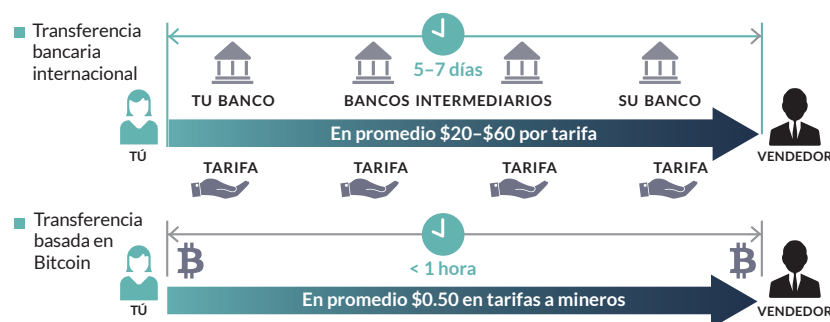 Transferencia
bancaria
internacional
5–7 días
TU BANCO
BANCOS INTERMEDIARIOS
SU BANCO
En promedio $20–$60 por tarifa
TÚ
VENDEDOR
TARIFA
TARIFA
TARIFA
TARIFA
Transferencia
basada en
Bitcoin
< 1 hora
En promedio $0.50 en tarifas a mineros
TÚ
VENDEDOR